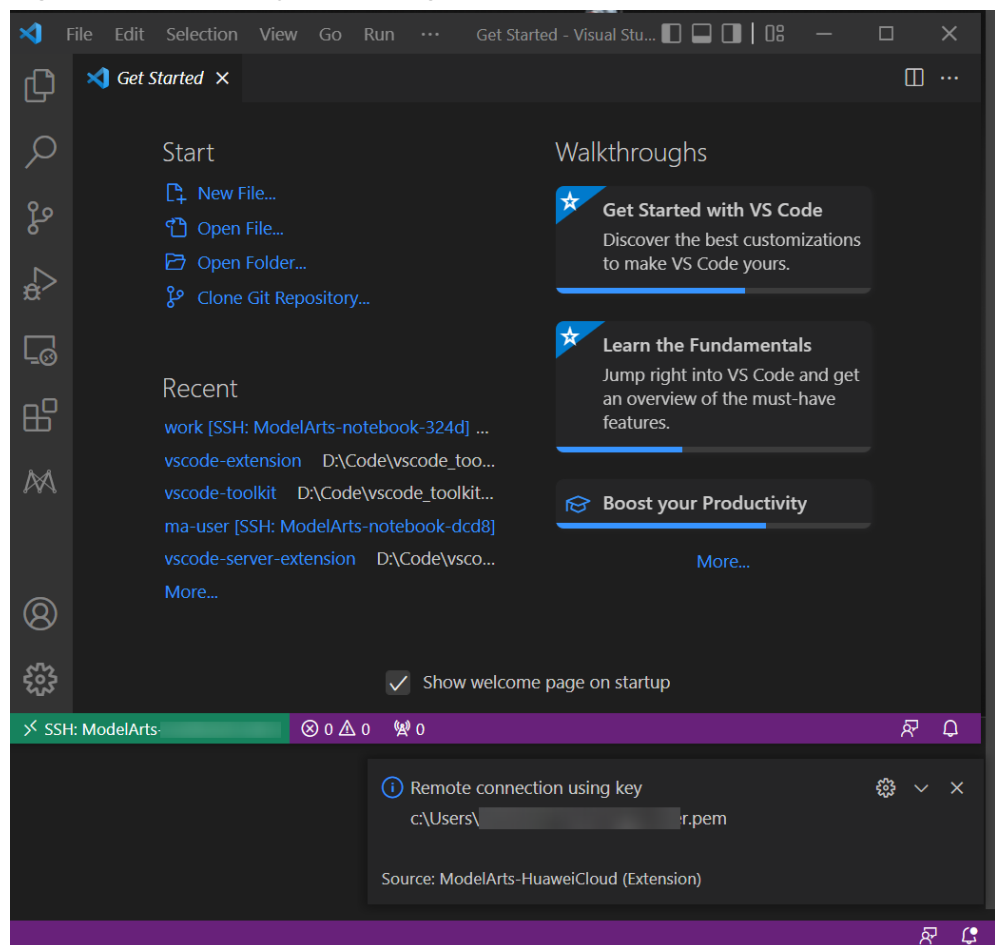 File Edit Selection View Go Run ··· Get Started - Visual Stu...
Get Started
Start
New File...
Open File...
Open Folder...
Clone Git Repository...
Recent
work [SSH: ModelArts-notebook-324d] ...
vscode-extension D:\Code\vscode_too...
vscode-toolkit D:\Code\vscode_toolkit...
ma-user [SSH: ModelArts-notebook-dcd8]
vscode-server-extension D:\Code\vsco...
More...
Walkthroughs
Get Started with VS Code
Discover the best customizations
to make VS Code yours.
Learn the Fundamentals
Jump right into VS Code and get
an overview of the must-have
features.
Boost your Productivity
More...
Show welcome page on startup
SSH: ModelArts- 0 0 0
Remote connection using key
c:\Users\ r.pem
Source: ModelArts-HuaweiCloud (Extension)